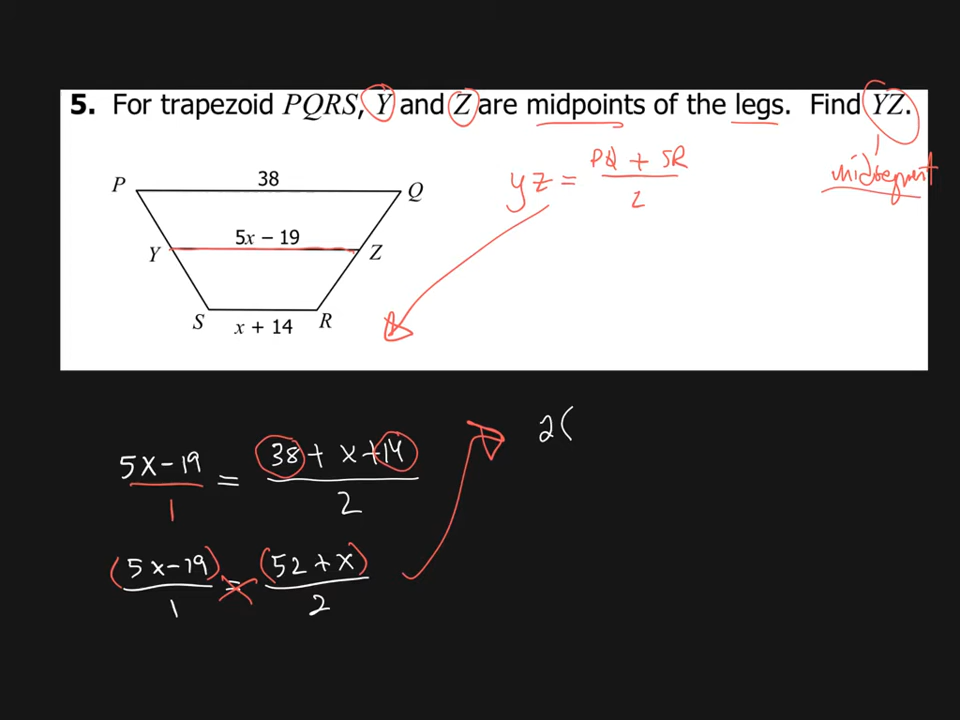 5. For trapezoid PQRS, Y and Z are midpoints of the legs. Find YZ.
midsegment
yz = PQ + SR
2
P 38 Q
Y 5x − 19 Z
S x + 14 R
5x-19 = 38 + x+14
1 2
(5x-19) = (52 + x)
1 2
2(